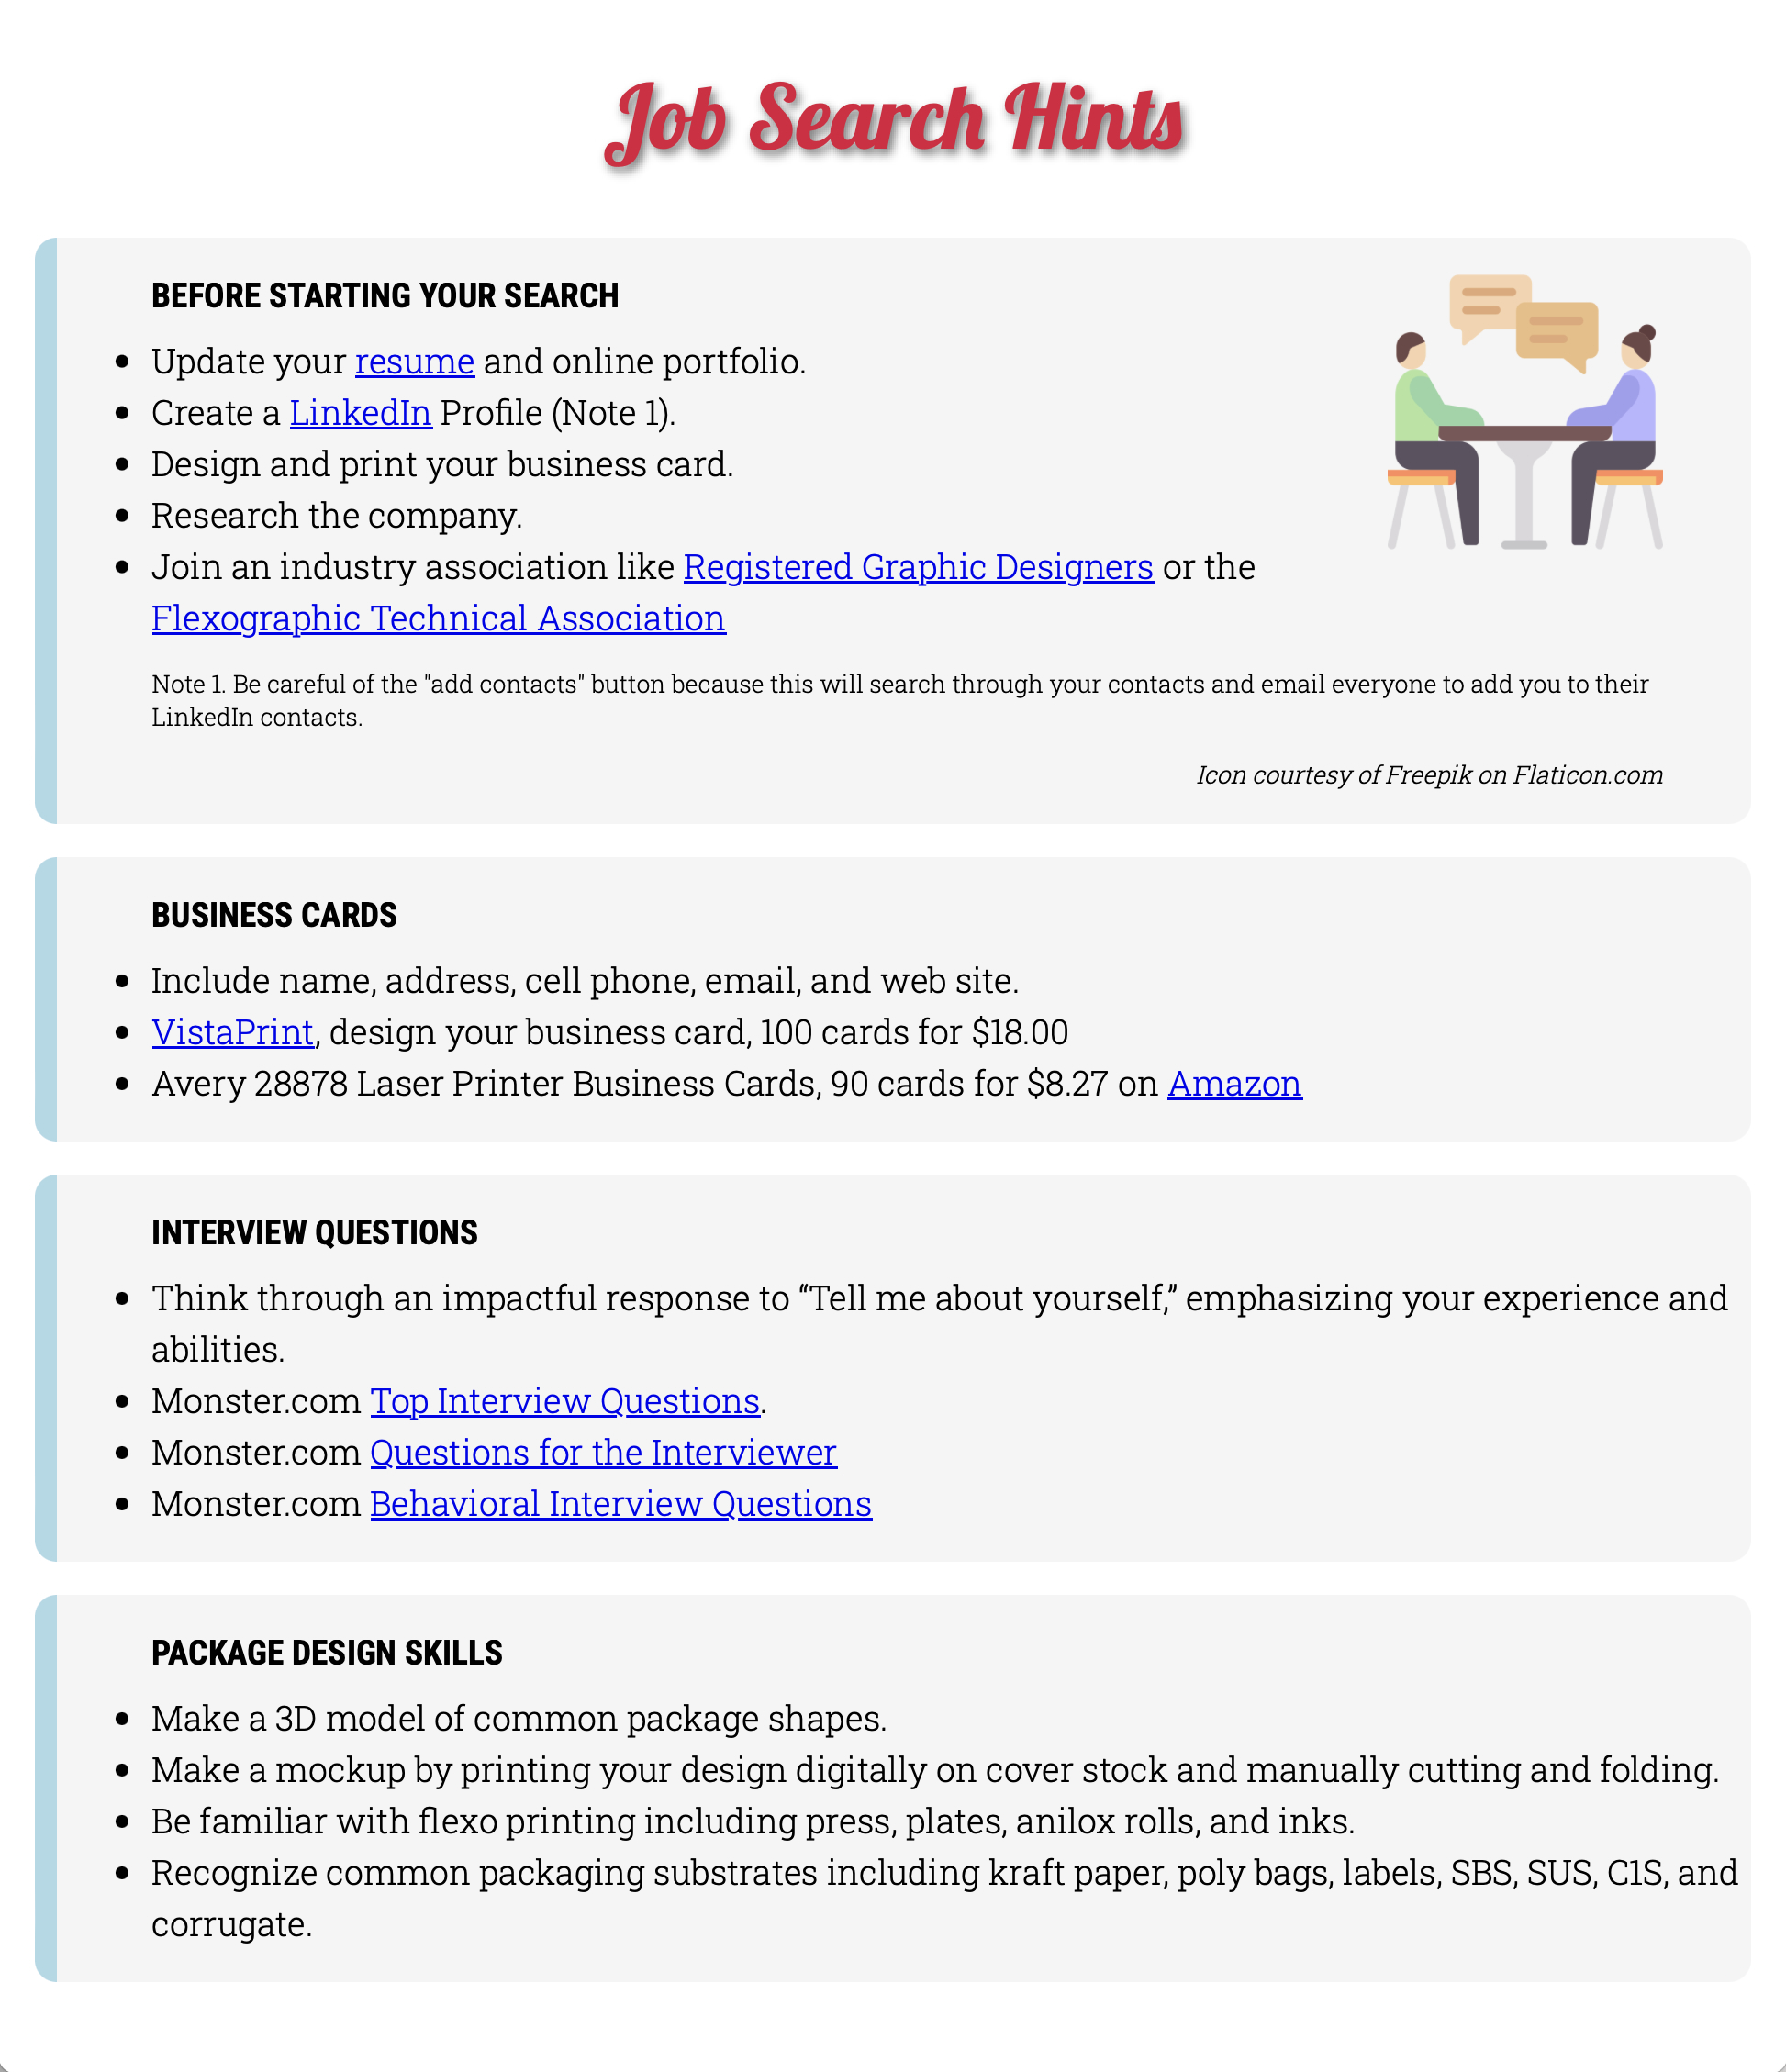 Job Search Hints
BEFORE STARTING YOUR SEARCH
• Update your resume and online portfolio.
• Create a LinkedIn Profile (Note 1).
• Design and print your business card.
• Research the company.
• Join an industry association like Registered Graphic Designers or the
Flexographic Technical Association
Note 1. Be careful of the "add contacts" button because this will search through your contacts and email everyone to add you to their
LinkedIn contacts.
Icon courtesy of Freepik on Flaticon.com
BUSINESS CARDS
• Include name, address, cell phone, email, and web site.
• VistaPrint, design your business card, 100 cards for $18.00
• Avery 28878 Laser Printer Business Cards, 90 cards for $8.27 on Amazon
INTERVIEW QUESTIONS
• Think through an impactful response to “Tell me about yourself,” emphasizing your experience and
abilities.
• Monster.com Top Interview Questions.
• Monster.com Questions for the Interviewer
• Monster.com Behavioral Interview Questions
PACKAGE DESIGN SKILLS
• Make a 3D model of common package shapes.
• Make a mockup by printing your design digitally on cover stock and manually cutting and folding.
• Be familiar with flexo printing including press, plates, anilox rolls, and inks.
• Recognize common packaging substrates including kraft paper, poly bags, labels, SBS, SUS, C1S, and
corrugate.